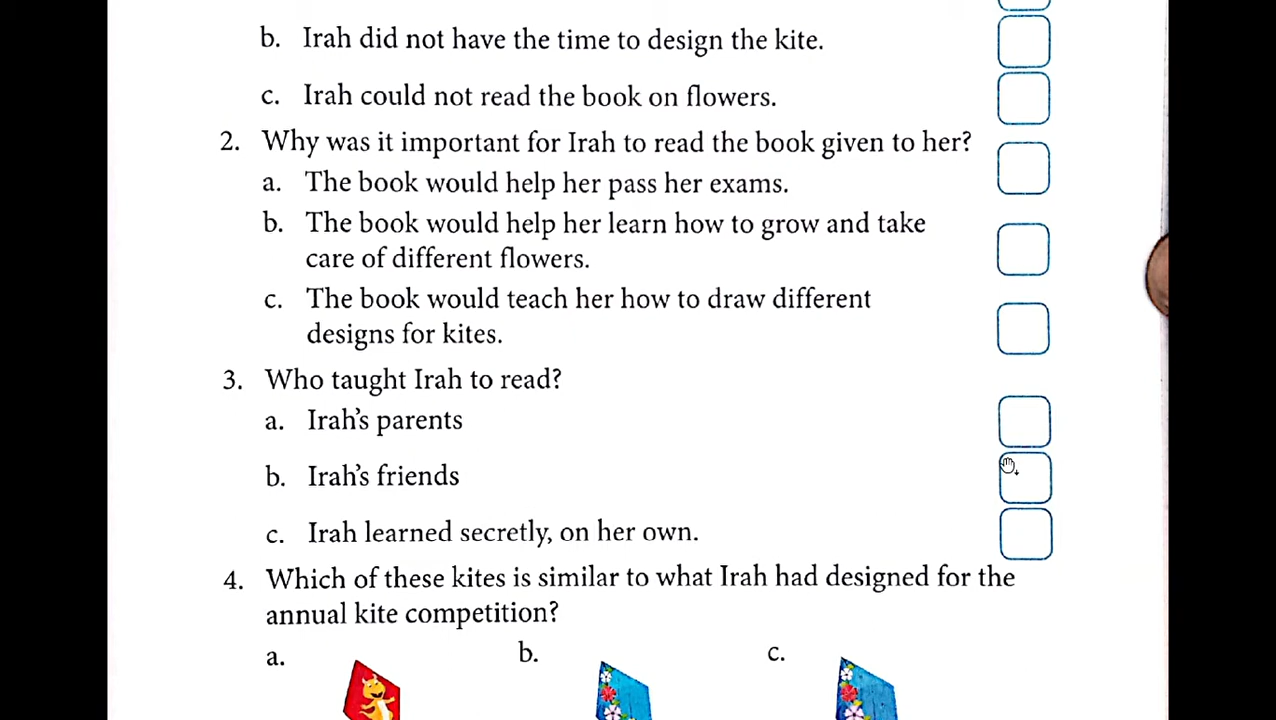 b. Irah did not have the time to design the kite.
c. Irah could not read the book on flowers.
2. Why was it important for Irah to read the book given to her?
a. The book would help her pass her exams.
b. The book would help her learn how to grow and take
care of different flowers.
c. The book would teach her how to draw different
designs for kites.
3. Who taught Irah to read?
a. Irah's parents
b. Irah's friends
c. Irah learned secretly, on her own.
4. Which of these kites is similar to what Irah had designed for the
annual kite competition?
a. b. c.